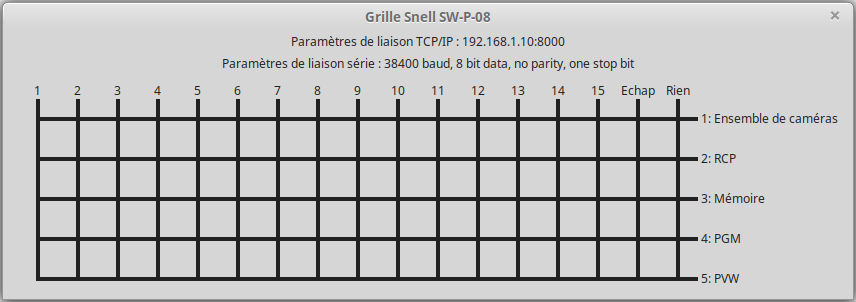 Grille Snell SW-P-08
Paramètres de liaison TCP/IP : 192.168.1.10:8000
Paramètres de liaison série : 38400 baud, 8 bit data, no parity, one stop bit
1 2 3 4 5 6 7 8 9 10 11 12 13 14 15 Echap Rien
1: Ensemble de caméras
2: RCP
3: Mémoire
4: PGM
5: PVW